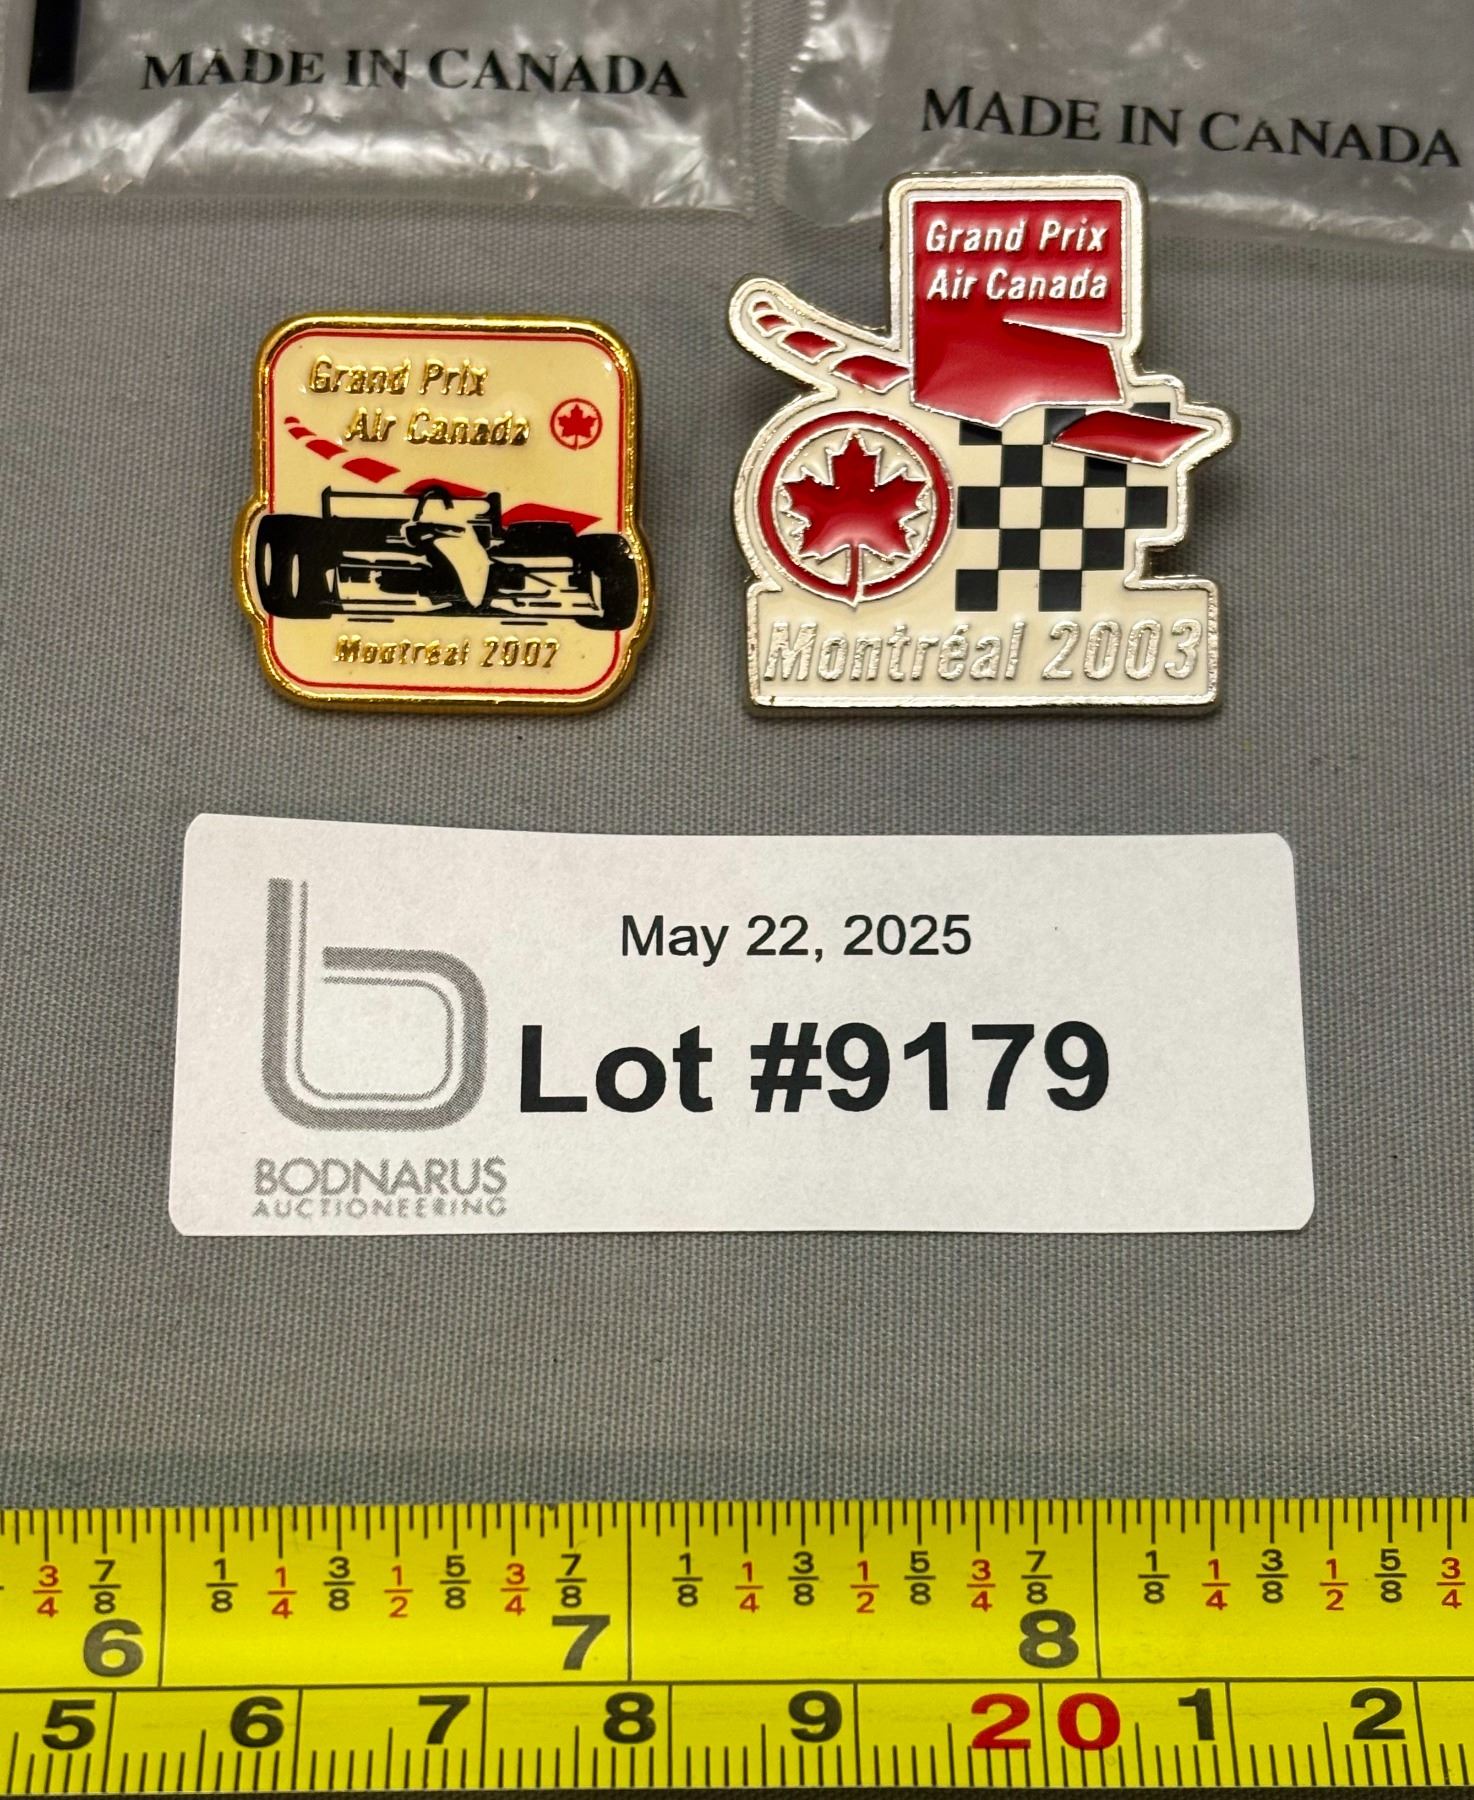 MADE IN CANADA
MADE IN CANADA
Grand Prix
Air Canada
Montréal 2002
Grand Prix
Air Canada
Montréal 2003
May 22, 2025
Lot #9179
b
BODNARUS
AUCTIONEERING
3/4 7/8 1/8 1/4 3/8 1/2 5/8 3/4 7/8 1/8 1/4 3/8 1/2 5/8 3/4 7/8 1/8 1/4 3/8 1/2 5/8 3/4
6 7 8
5 6 7 8 9 20 1 2